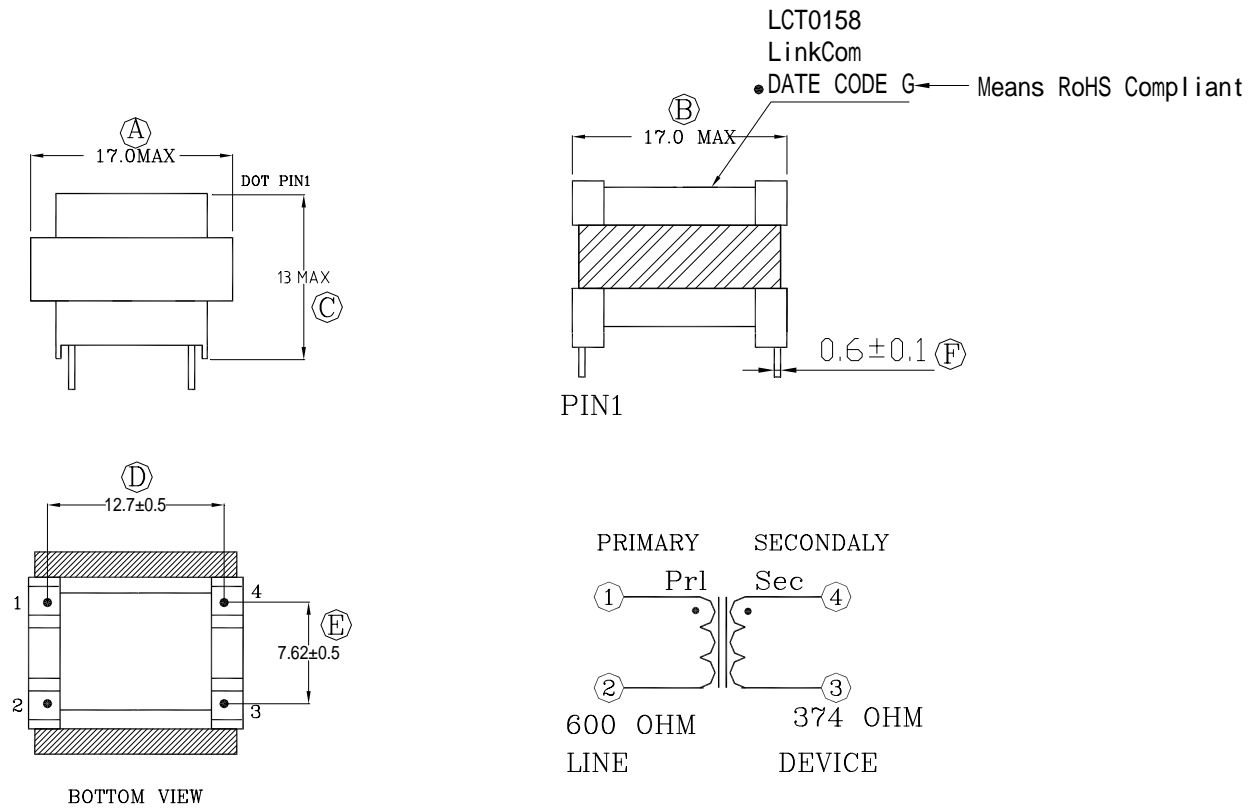 LCT0158
LinkCom
DATE CODE G
Means RoHS Compliant
A
17.0MAX
DOT PIN1
13 MAX
C
B
17.0 MAX
0.6±0.1
F
PIN1
D
12.7±0.5
1
4
E
7.62±0.5
2
3
BOTTOM VIEW
PRIMARY
SECONDALY
Prl
Sec
1
4
2
3
600 OHM
374 OHM
LINE
DEVICE